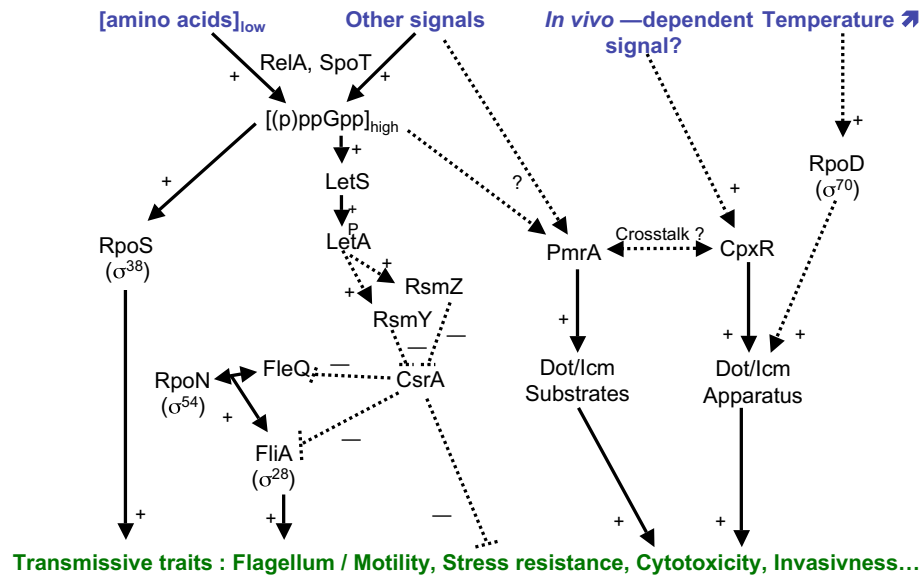 [amino acids]low Other signals In vivo —dependent Temperature ↗
signal?
RelA, SpoT
+ +
[(p)ppGpp]high
+ +
RpoD
(σ70)
LetS
+ ? +
+
P
LetA
Crosstalk ?
RpoS
(σ38)
PmrA CpxR
+
RsmZ
+
RsmY
+ + +
— —
FleQ — CsrA
RpoN
(σ54)
Dot/Icm
Substrates
Dot/Icm
Apparatus
+ —
FliA
(σ28)
+ + — + +
Transmissive traits : Flagellum / Motility, Stress resistance, Cytotoxicity, Invasivness…